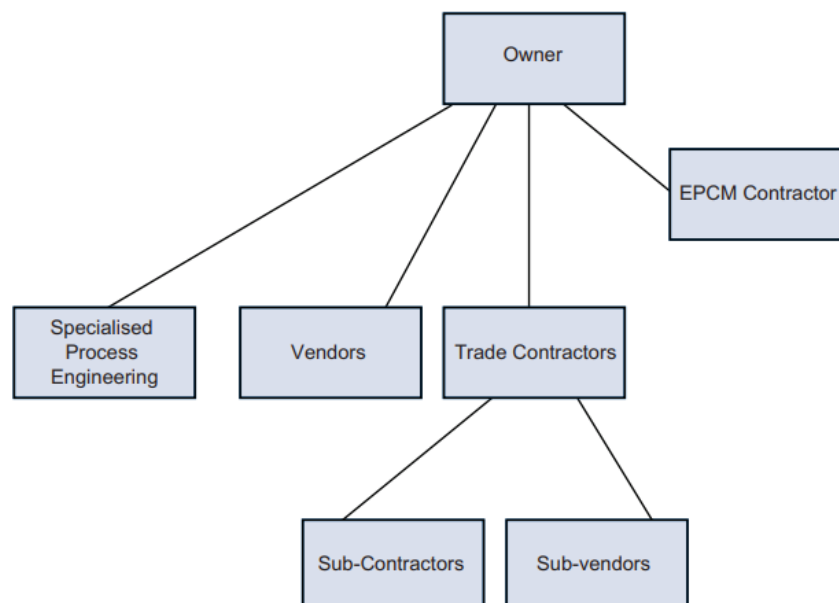 Owner
EPCM Contractor
Specialised
Process
Engineering
Vendors
Trade Contractors
Sub-Contractors
Sub-vendors